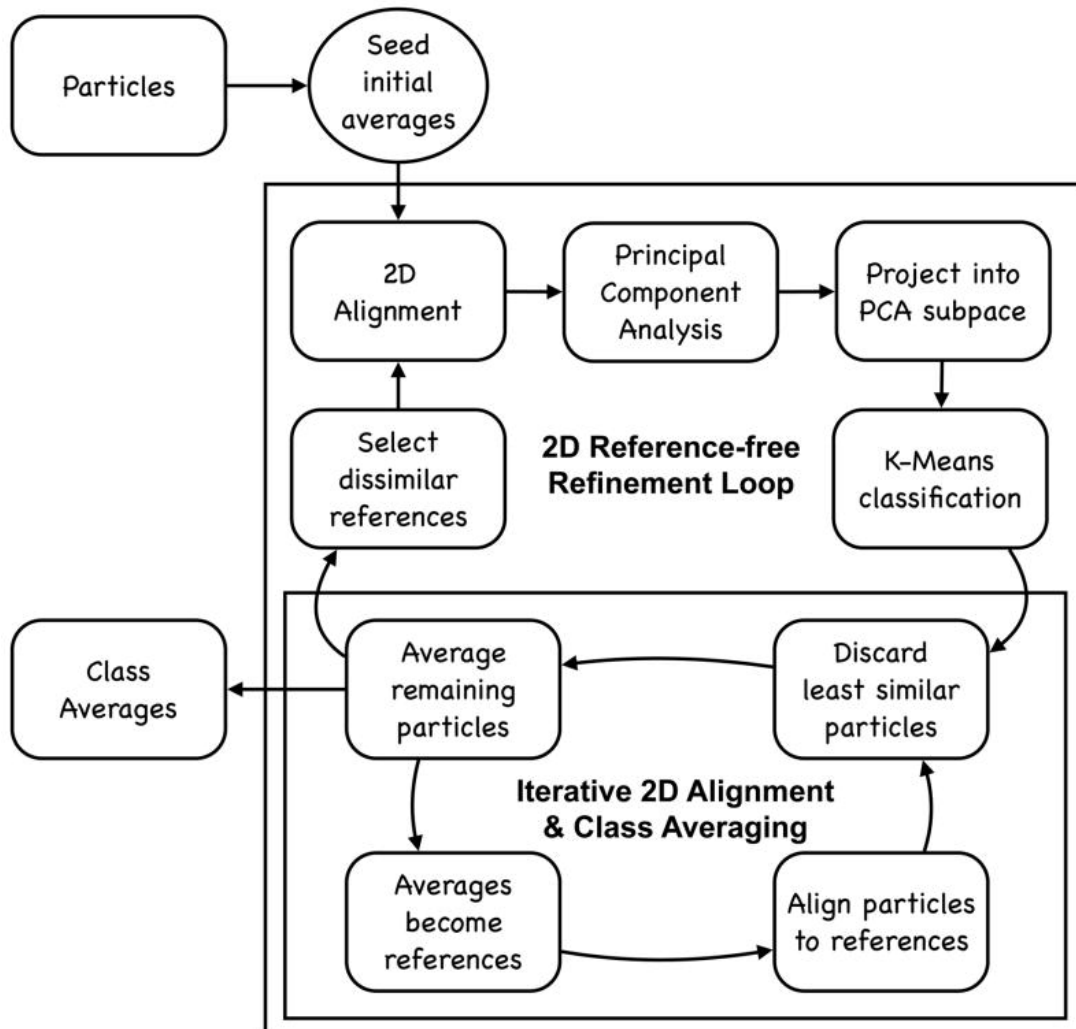 Particles
Seed
initial
averages
2D
Alignment
Principal
Component
Analysis
Project into
PCA subpace
Select
dissimilar
references
2D Reference-free
Refinement Loop
K-Means
classification
Class
Averages
Average
remaining
particles
Discard
least similar
particles
Iterative 2D Alignment
& Class Averaging
Averages
become
references
Align particles
to references